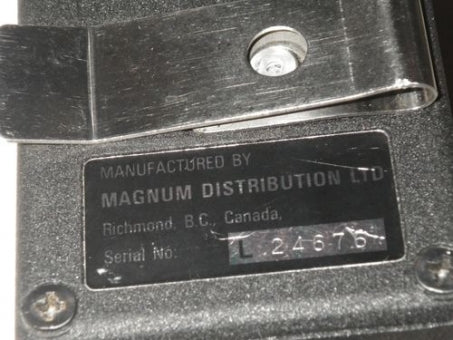 MANUFACTURED BY
MAGNUM DISTRIBUTION LTD
Richmond, B.C., Canada,
Serial No: L 24676